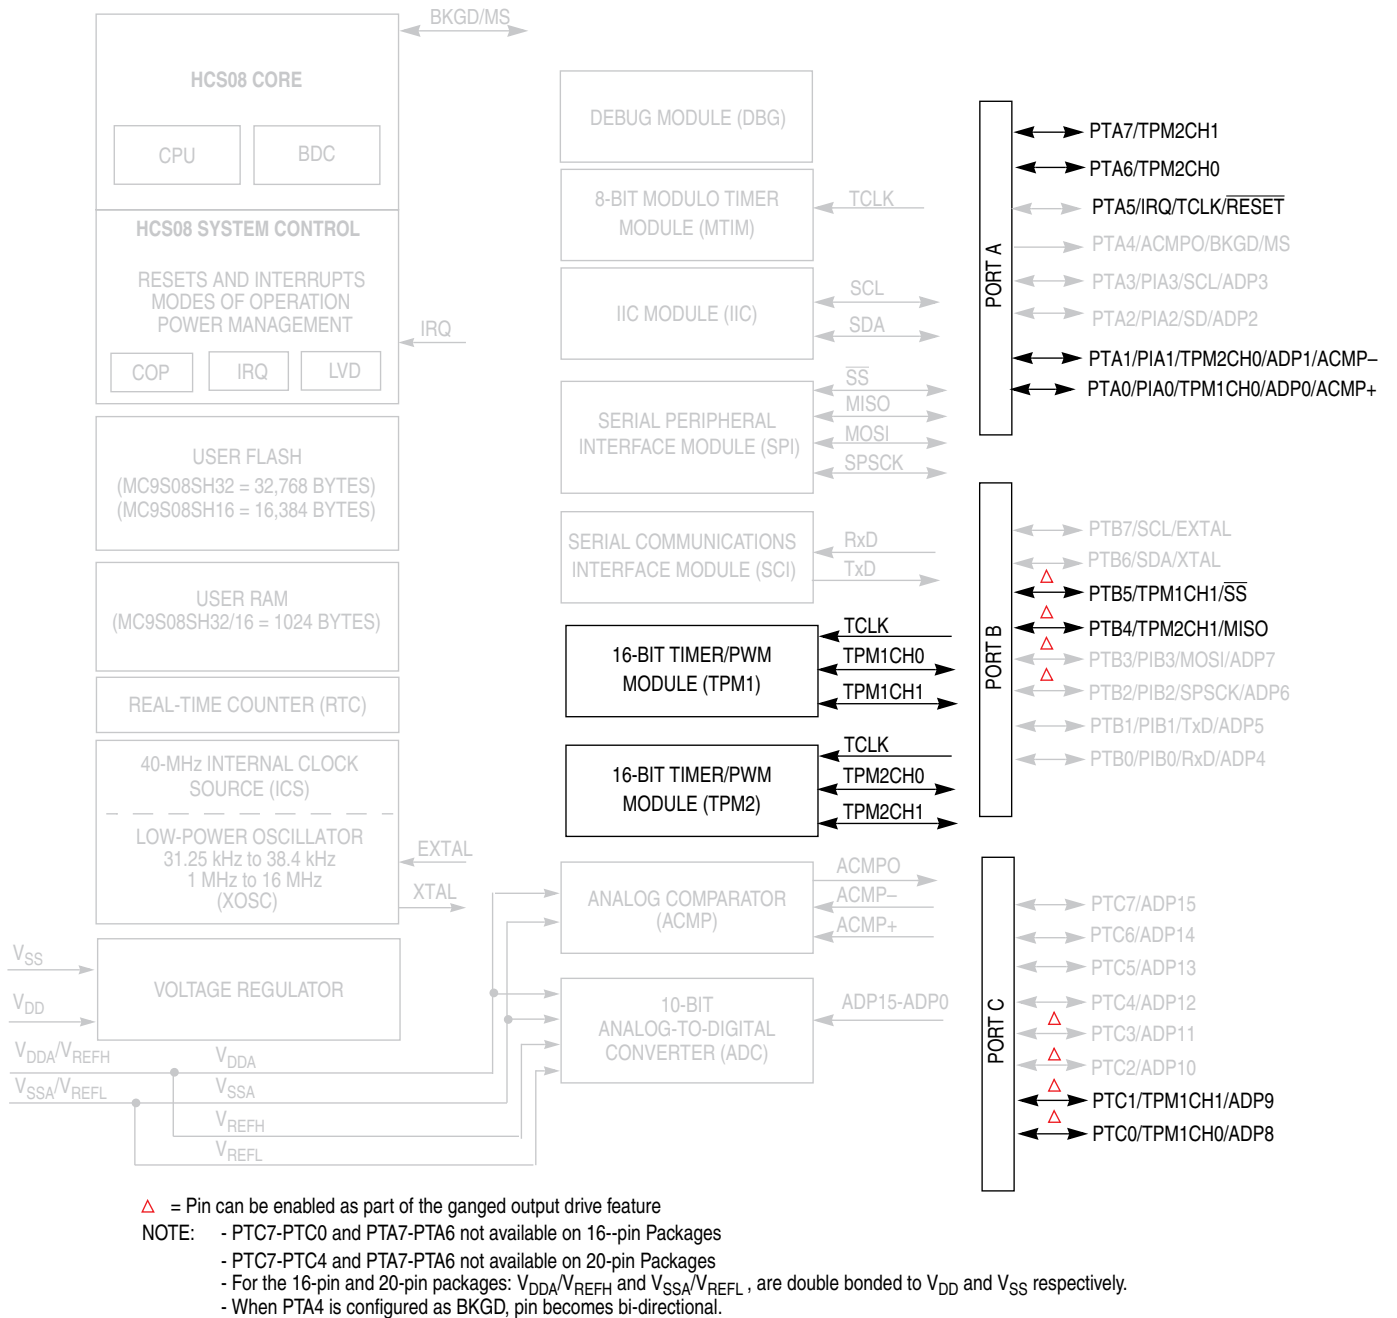 BKGD/MS
HCS08 CORE
CPU
BDC
HCS08 SYSTEM CONTROL
RESETS AND INTERRUPTS
MODES OF OPERATION
POWER MANAGEMENT
IRQ
COP
IRQ
LVD
USER FLASH
(MC9S08SH32 = 32,768 BYTES)
(MC9S08SH16 = 16,384 BYTES)
USER RAM
(MC9S08SH32/16 = 1024 BYTES)
REAL-TIME COUNTER (RTC)
40-MHz INTERNAL CLOCK
SOURCE (ICS)
LOW-POWER OSCILLATOR
31.25 kHz to 38.4 kHz
1 MHz to 16 MHz
(XOSC)
EXTAL
XTAL
VSS
VDD
VOLTAGE REGULATOR
VDDA/VREFH
VSSA/VREFL
VDDA
VSSA
VREFH
VREFL
DEBUG MODULE (DBG)
8-BIT MODULO TIMER
MODULE (MTIM)
TCLK
IIC MODULE (IIC)
SCL
SDA
SERIAL PERIPHERAL
INTERFACE MODULE (SPI)
SS
MISO
MOSI
SPSCK
SERIAL COMMUNICATIONS
INTERFACE MODULE (SCI)
RxD
TxD
16-BIT TIMER/PWM
MODULE (TPM1)
TCLK
TPM1CH0
TPM1CH1
16-BIT TIMER/PWM
MODULE (TPM2)
TCLK
TPM2CH0
TPM2CH1
ANALOG COMPARATOR
(ACMP)
ACMPO
ACMP–
ACMP+
10-BIT
ANALOG-TO-DIGITAL
CONVERTER (ADC)
ADP15-ADP0
PORT A
PTA7/TPM2CH1
PTA6/TPM2CH0
PTA5/IRQ/TCLK/RESET
PTA4/ACMPO/BKGD/MS
PTA3/PIA3/SCL/ADP3
PTA2/PIA2/SD/ADP2
PTA1/PIA1/TPM2CH0/ADP1/ACMP–
PTA0/PIA0/TPM1CH0/ADP0/ACMP+
PORT B
PTB7/SCL/EXTAL
PTB6/SDA/XTAL
PTB5/TPM1CH1/SS
PTB4/TPM2CH1/MISO
PTB3/PIB3/MOSI/ADP7
PTB2/PIB2/SPSCK/ADP6
PTB1/PIB1/TxD/ADP5
PTB0/PIB0/RxD/ADP4
PORT C
PTC7/ADP15
PTC6/ADP14
PTC5/ADP13
PTC4/ADP12
PTC3/ADP11
PTC2/ADP10
PTC1/TPM1CH1/ADP9
PTC0/TPM1CH0/ADP8
Δ = Pin can be enabled as part of the ganged output drive feature
NOTE: - PTC7-PTC0 and PTA7-PTA6 not available on 16--pin Packages
- PTC7-PTC4 and PTA7-PTA6 not available on 20-pin Packages
- For the 16-pin and 20-pin packages: VDDA/VREFH and VSSA/VREFL , are double bonded to VDD and VSS respectively.
- When PTA4 is configured as BKGD, pin becomes bi-directional.